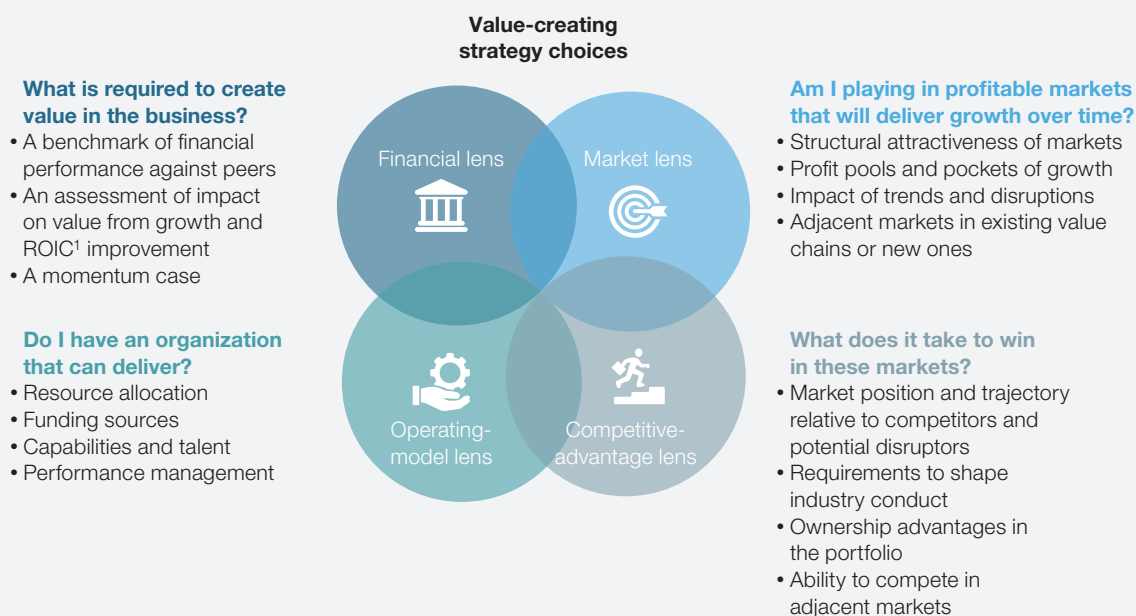 Value-creating
strategy choices
What is required to create
value in the business?
• A benchmark of financial
performance against peers
• An assessment of impact
on value from growth and
ROIC¹ improvement
• A momentum case
Financial lens
Market lens
Am I playing in profitable markets
that will deliver growth over time?
• Structural attractiveness of markets
• Profit pools and pockets of growth
• Impact of trends and disruptions
• Adjacent markets in existing value
chains or new ones
Do I have an organization
that can deliver?
• Resource allocation
• Funding sources
• Capabilities and talent
• Performance management
Operating-
model lens
Competitive-
advantage lens
What does it take to win
in these markets?
• Market position and trajectory
relative to competitors and
potential disruptors
• Requirements to shape
industry conduct
• Ownership advantages in
the portfolio
• Ability to compete in
adjacent markets